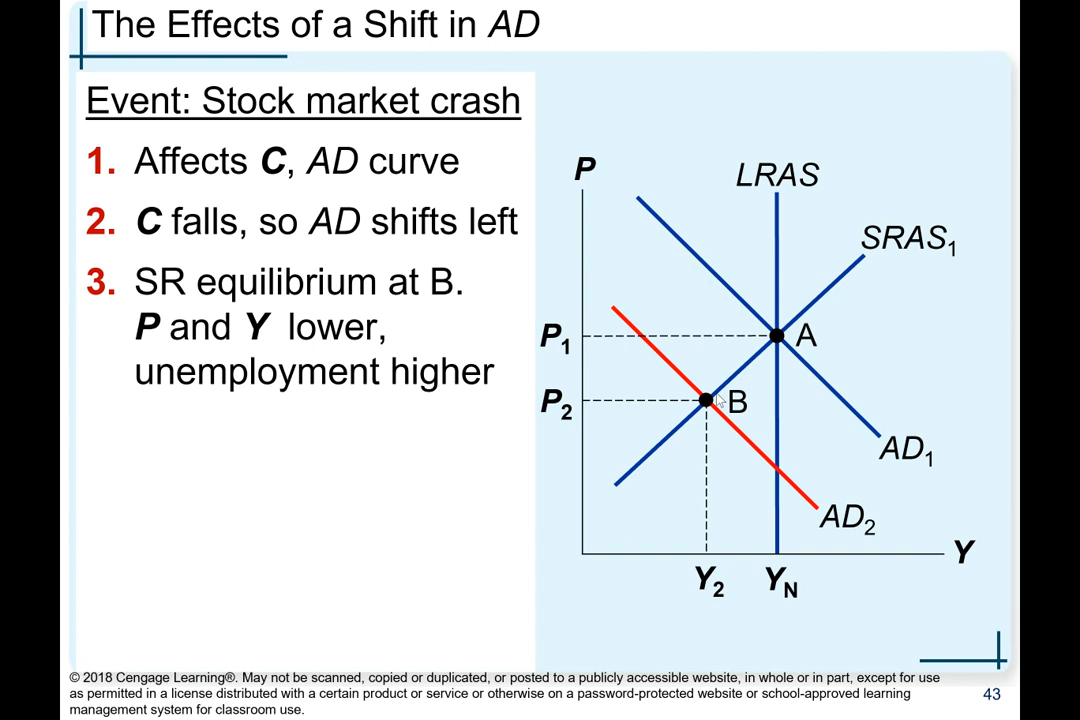 The Effects of a Shift in AD
Event: Stock market crash
1. Affects C, AD curve
2. C falls, so AD shifts left
3. SR equilibrium at B.
P and Y lower,
unemployment higher
P
LRAS
SRAS1
P1
A
P2
B
AD1
AD2
Y
Y2
YN
© 2018 Cengage Learning®. May not be scanned, copied or duplicated, or posted to a publicly accessible website, in whole or in part, except for use
as permitted in a license distributed with a certain product or service or otherwise on a password-protected website or school-approved learning
management system for classroom use.
43